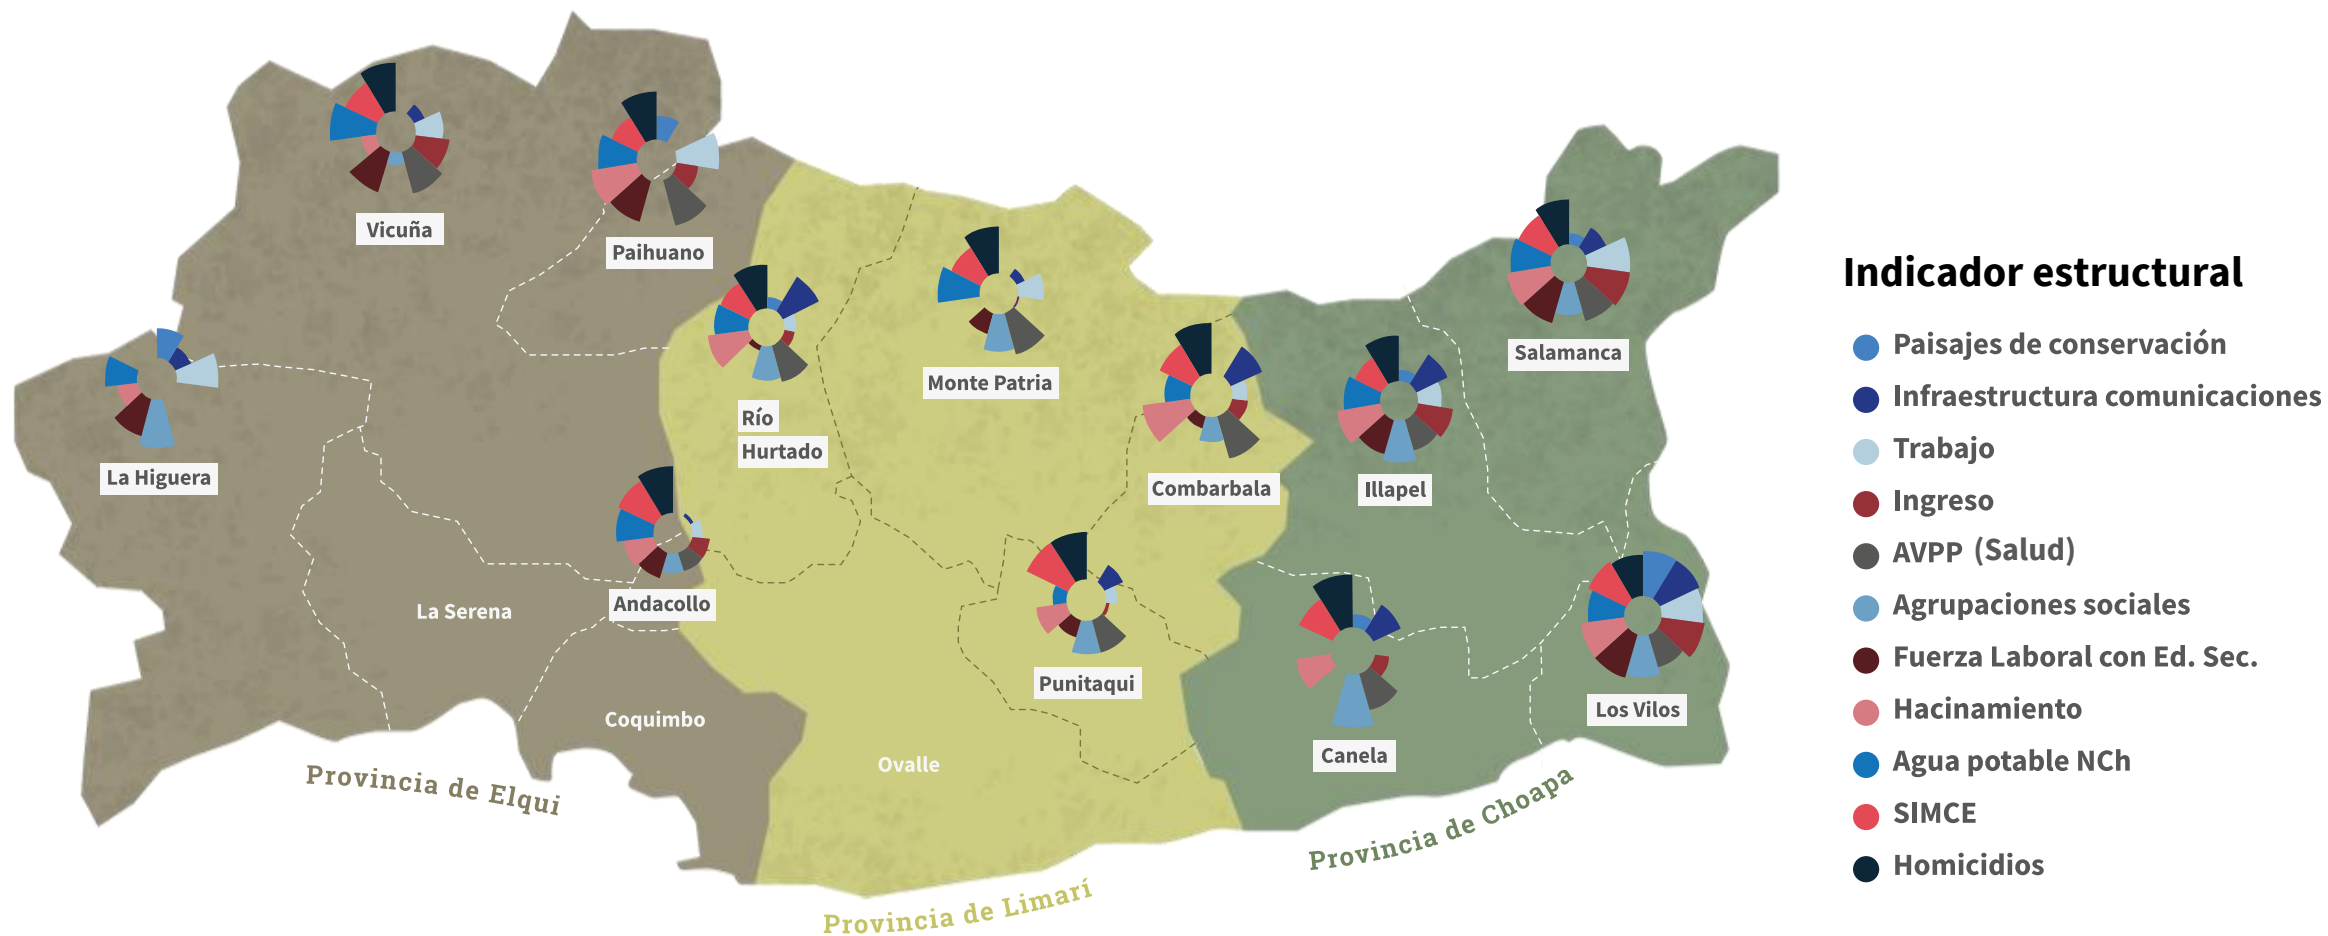 Vicuña
Paihuano
La Higuera
Río
Hurtado
Monte Patria
Combarbala
Illapel
Salamanca
La Serena
Andacollo
Coquimbo
Punitaqui
Ovalle
Canela
Los Vilos
Provincia de Elqui
Provincia de Limarí
Provincia de Choapa
Indicador estructural
Paisajes de conservación
Infraestructura comunicaciones
Trabajo
Ingreso
AVPP (Salud)
Agrupaciones sociales
Fuerza Laboral con Ed. Sec.
Hacinamiento
Agua potable NCh
SIMCE
Homicidios